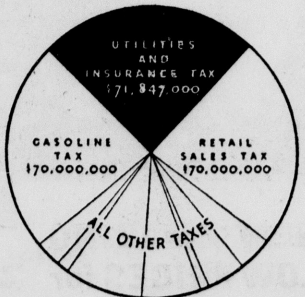 UTILITIES
AND
INSURANCE TAX
$71,847,000
GASOLINE
TAX
$70,000,000
RETAIL
SALES TAX
$70,000,000
ALL OTHER TAXES